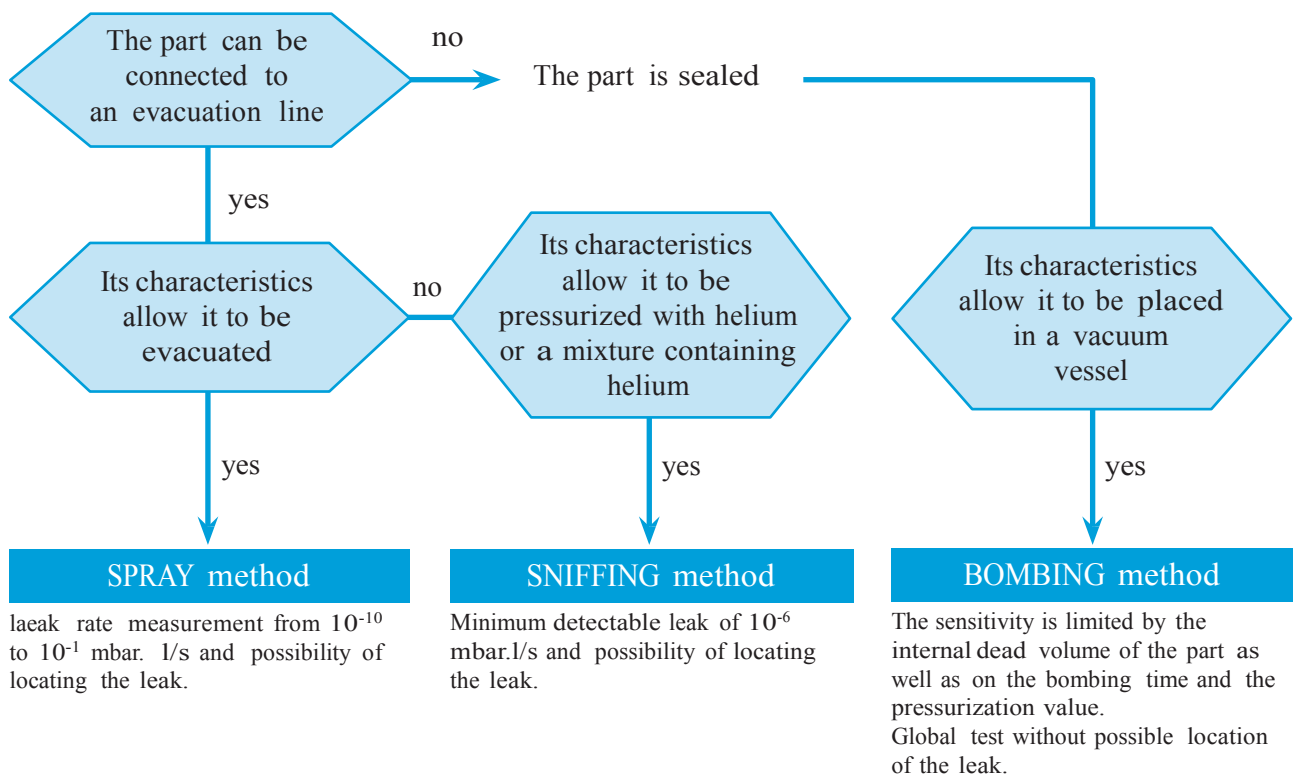 The part can be
connected to
an evacuation line
no
The part is sealed
yes
Its characteristics
allow it to be
evacuated
no
Its characteristics
allow it to be
pressurized with helium
or a mixture containing
helium
Its characteristics
allow it to be placed
in a vacuum
vessel
yes
yes
yes
SPRAY method
laeak rate measurement from 10⁻¹⁰
to 10⁻¹ mbar. l/s and possibility of
locating the leak.
SNIFFING method
Minimum detectable leak of 10⁻⁶
mbar.l/s and possibility of locating
the leak.
BOMBING method
The sensitivity is limited by the
internal dead volume of the part as
well as on the bombing time and the
pressurization value.
Global test without possible location
of the leak.